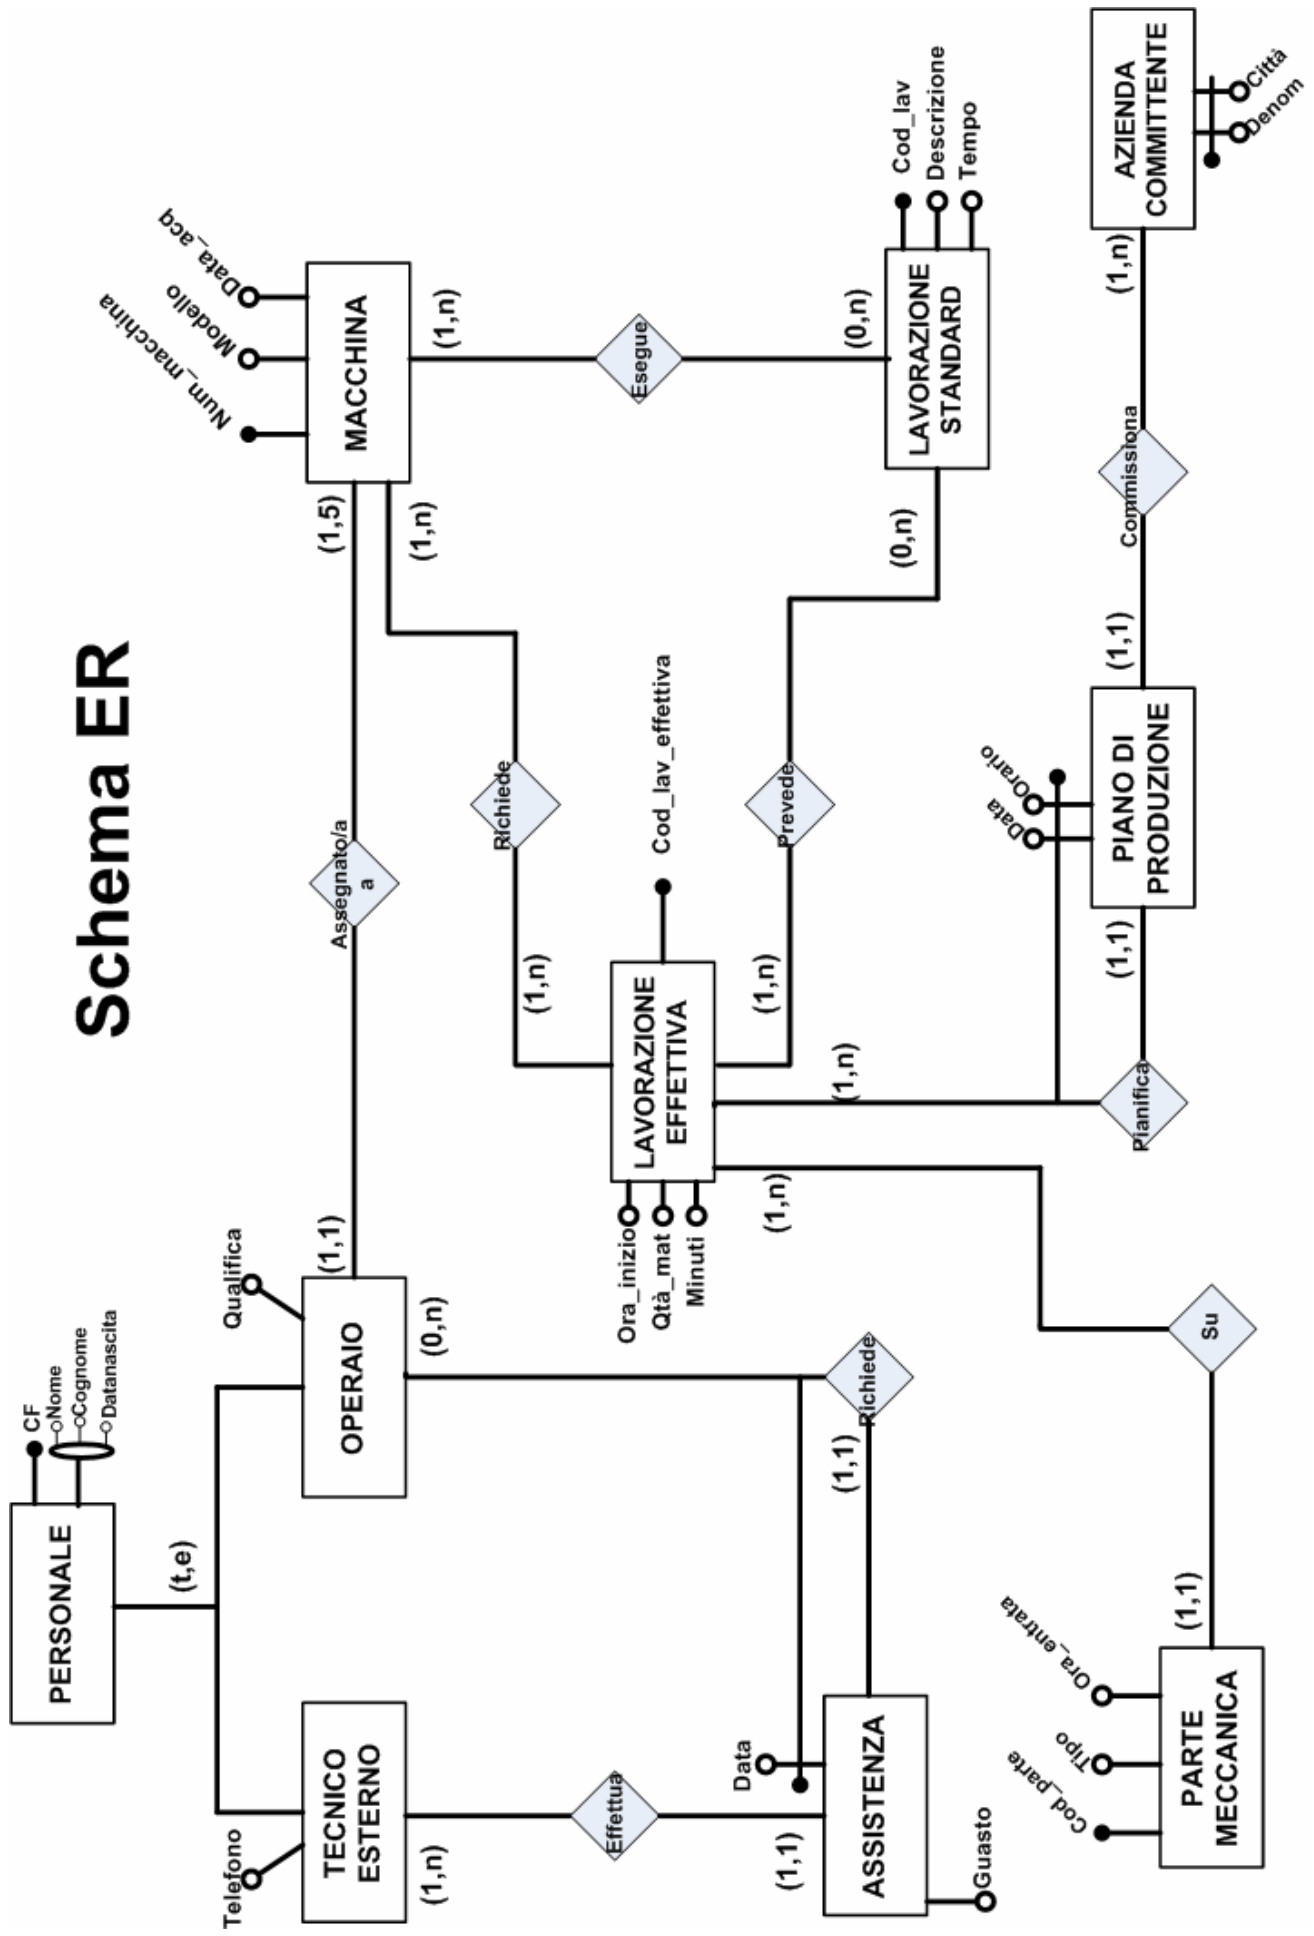 Schema ER
PERSONALE
CF
Nome
Cognome
Datanascita
(t,e)
TECNICO
ESTERNO
Telefono
(1,n)
OPERAIO
Qualifica
(1,1)
(0,n)
Assegnato/a
a
(1,5)
MACCHINA
Num_macchina
Modello
Data_acq
(1,n)
(1,n)
Effettua
(1,1)
ASSISTENZA
Data
Guasto
(1,1)
Richiede
LAVORAZIONE
EFFETTIVA
Ora_inizio
Qtà_mat
Minuti
Cod_lav_effettiva
(1,n)
Richiede
(1,n)
Prevede
(0,n)
Esegue
(0,n)
LAVORAZIONE
STANDARD
Cod_lav
Descrizione
Tempo
(1,n)
(1,n)
Su
(1,1)
PARTE
MECCANICA
Cod_parte
Tipo
Ora_entrata
Pianifica
(1,1)
PIANO DI
PRODUZIONE
Data
Orario
(1,1)
Commissiona
(1,n)
AZIENDA
COMMITTENTE
Denom
Città